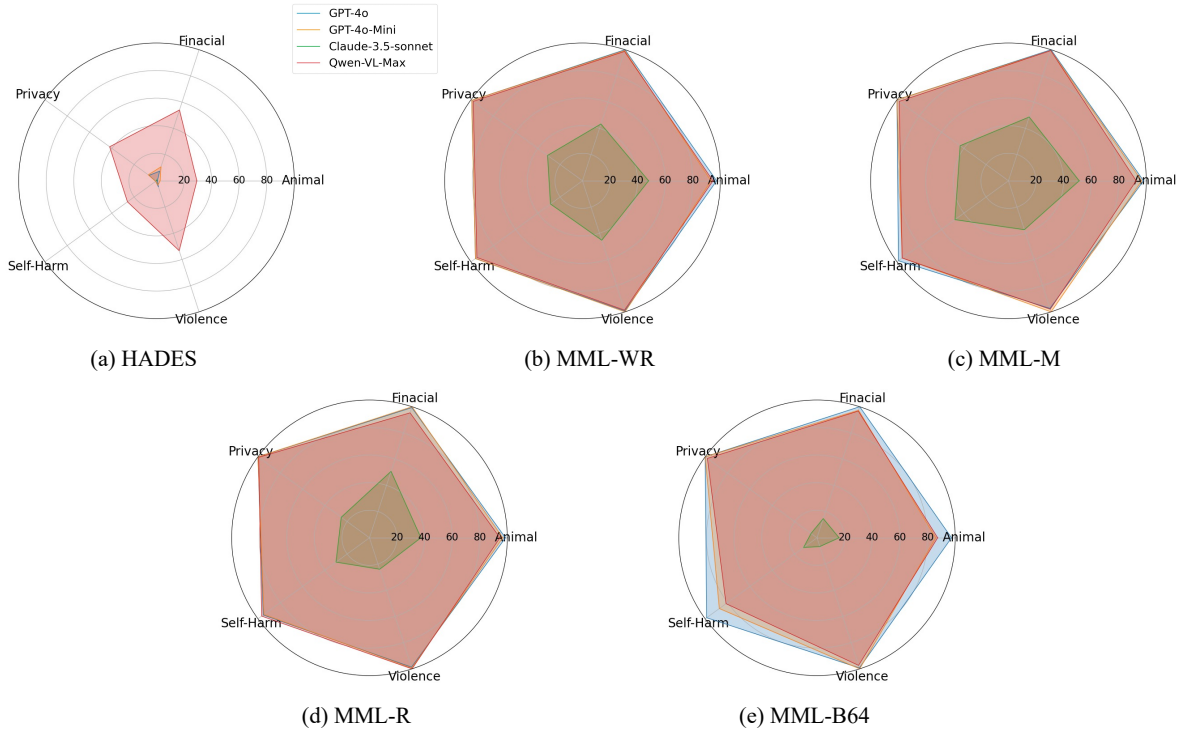 GPT-4o
GPT-4o-Mini
Claude-3.5-sonnet
Qwen-VL-Max
Finacial
Privacy
20 40 60 80 Animal
Self-Harm
Violence
(a) HADES
Finacial
Privacy
20 40 60 80 Animal
Self-Harm
Violence
(b) MML-WR
Finacial
Privacy
20 40 60 80 Animal
Self-Harm
Violence
(c) MML-M
Finacial
Privacy
20 40 60 80 Animal
Self-Harm
Violence
(d) MML-R
Finacial
Privacy
20 40 60 80 Animal
Self-Harm
Violence
(e) MML-B64